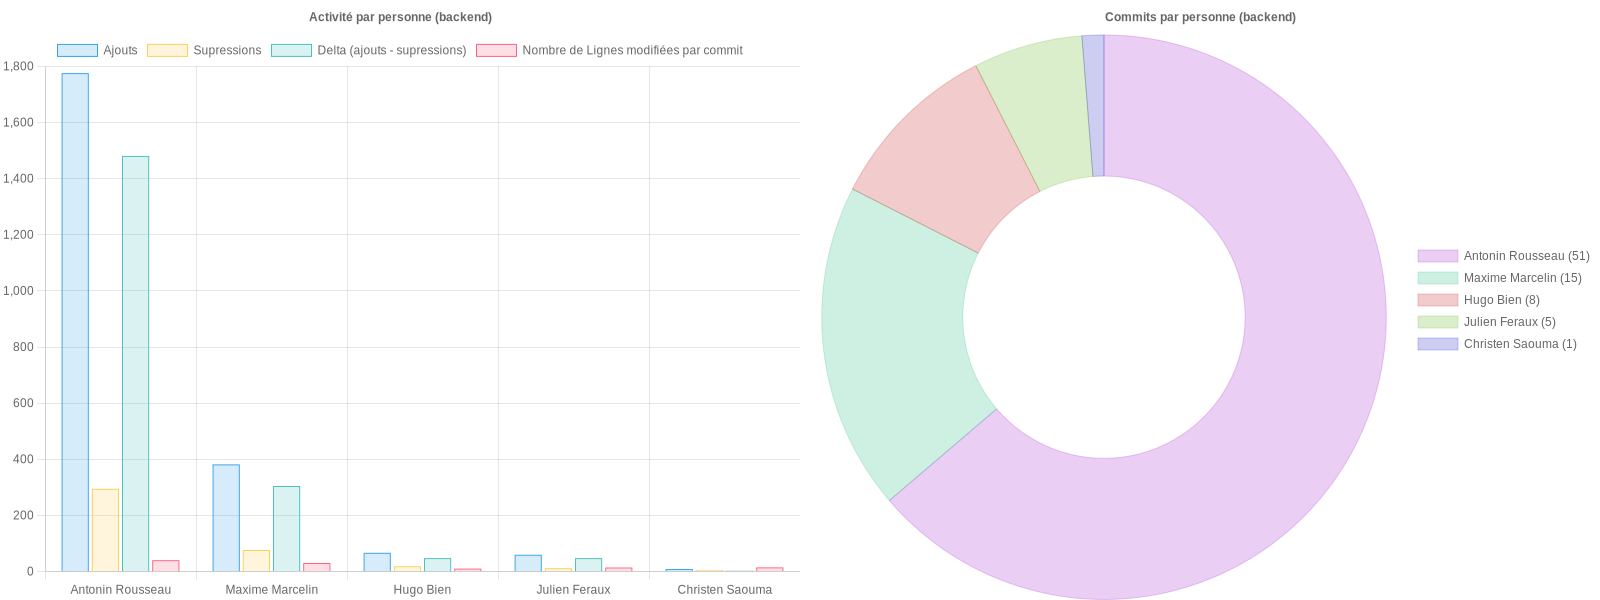 Activité par personne (backend)
Ajouts Supressions Delta (ajouts - supressions) Nombre de Lignes modifiées par commit
1,800
1,600
1,400
1,200
1,000
800
600
400
200
0
Antonin Rousseau Maxime Marcelin Hugo Bien Julien Feraux Christen Saouma
Commits par personne (backend)
Antonin Rousseau (51)
Maxime Marcelin (15)
Hugo Bien (8)
Julien Feraux (5)
Christen Saouma (1)